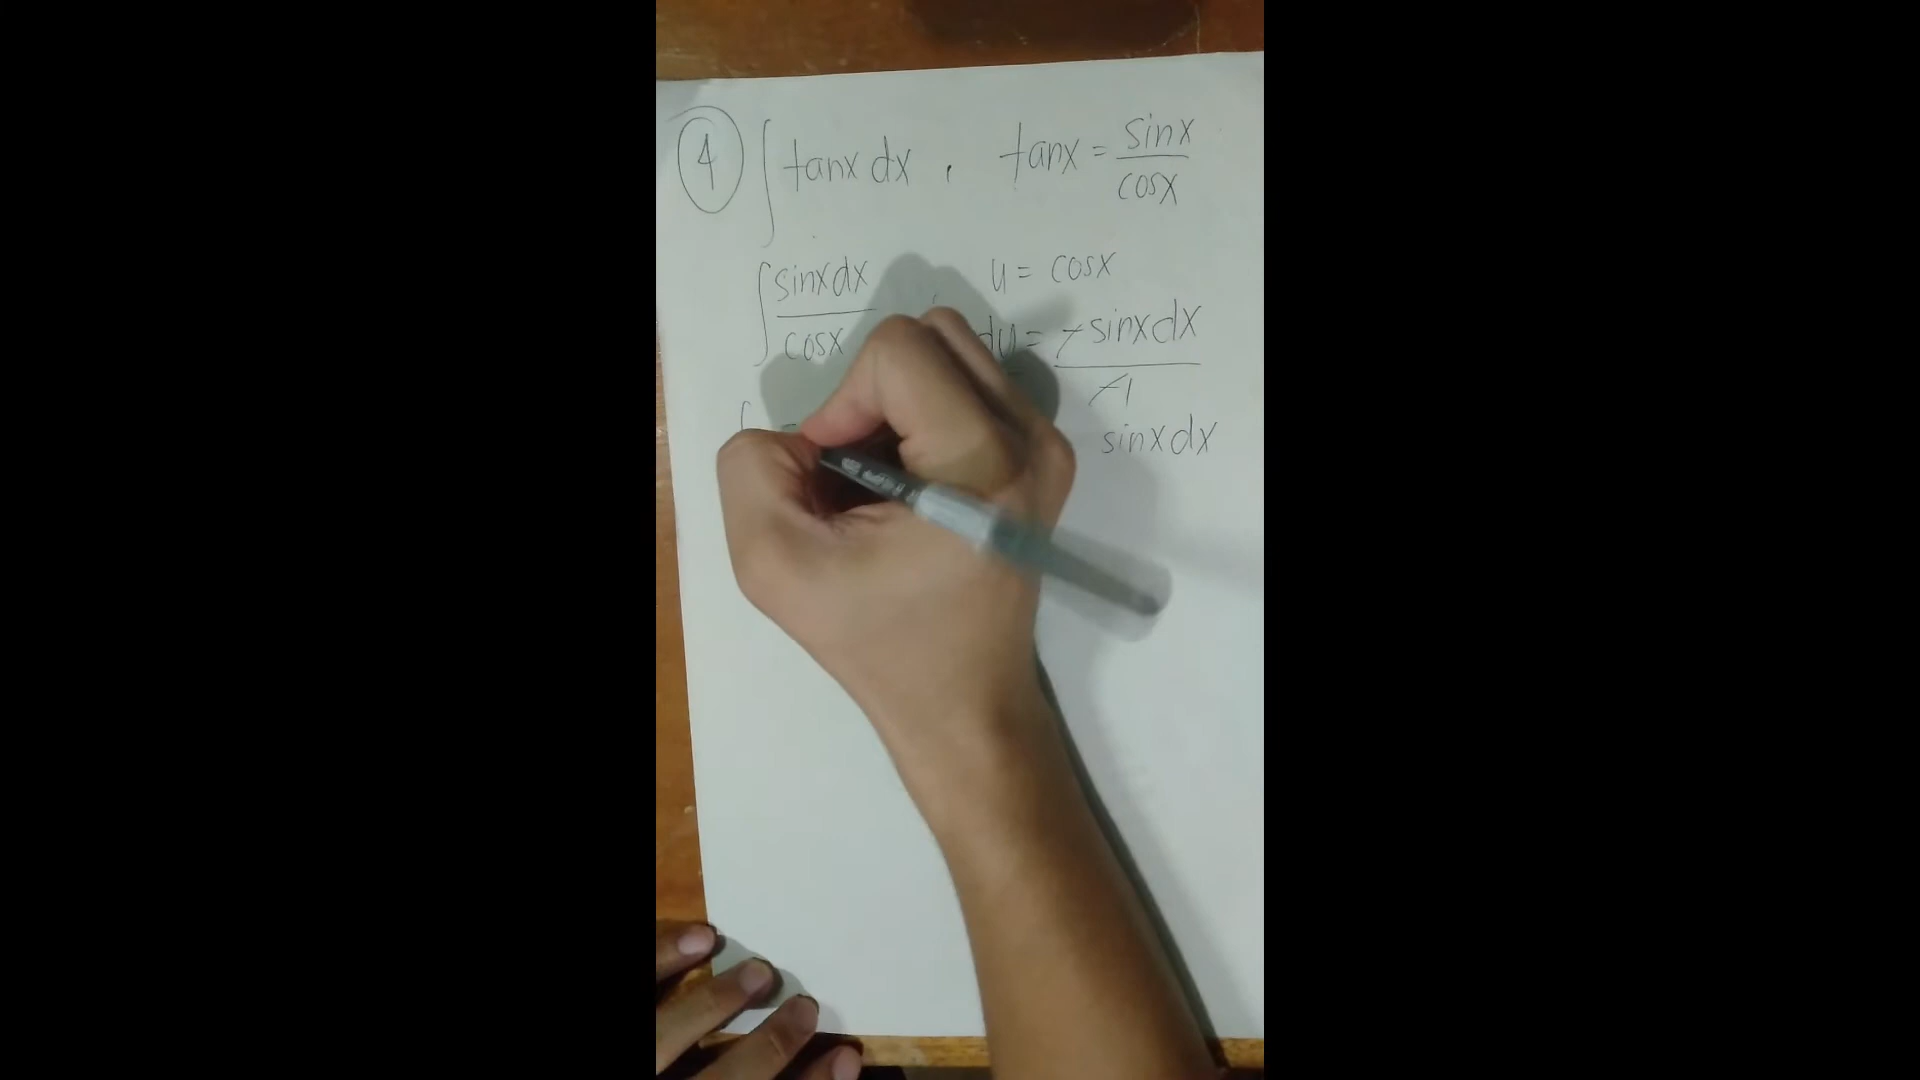 ④ ∫ tanx dx , tanx = sinx/cosx
∫ sinxdx/cosx u = cosx
du = -sinxdx/-1
∫ - sinxdx